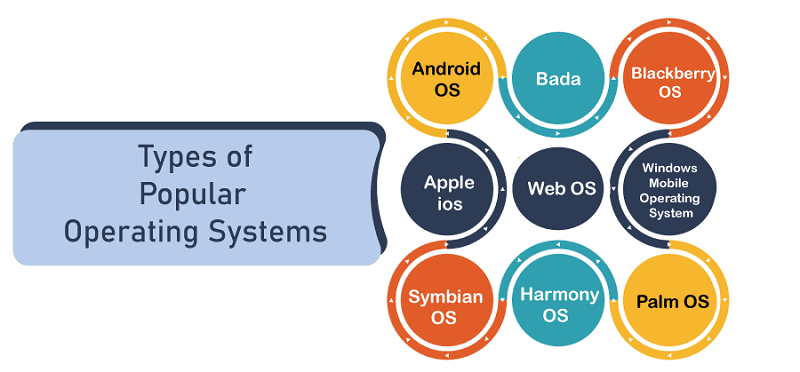 Types of
Popular
Operating Systems
Android
OS
Bada
Blackberry
OS
Apple
ios
Web OS
Windows
Mobile
Operating
System
Symbian
OS
Harmony
OS
Palm OS